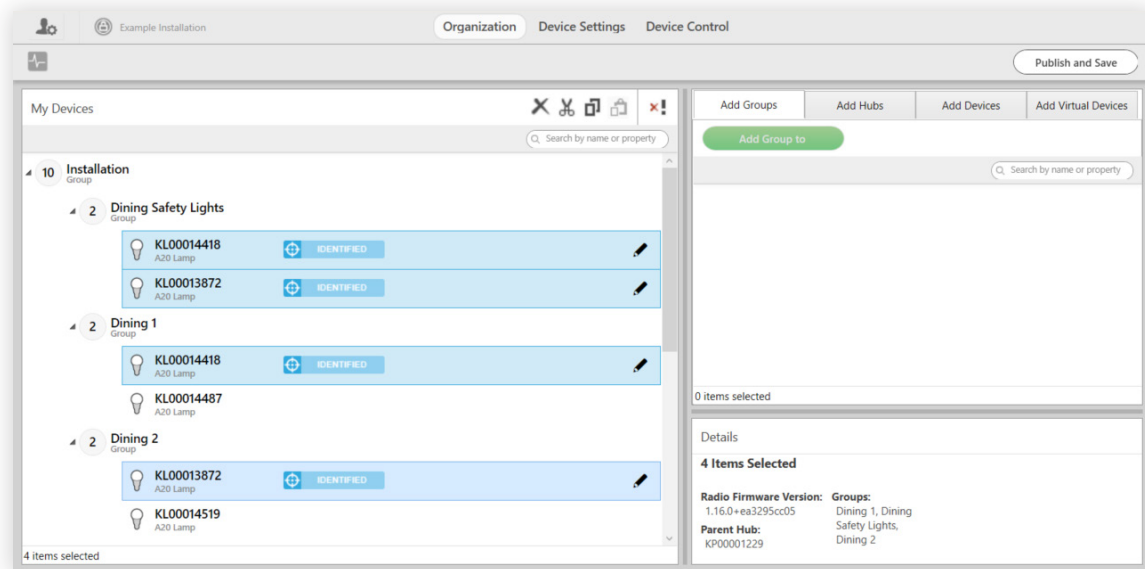 Example Installation
Organization
Device Settings
Device Control
Publish and Save
My Devices
Search by name or property
10 Installation
Group
2 Dining Safety Lights
Group
KL00014418
A20 Lamp
IDENTIFIED
KL00013872
A20 Lamp
IDENTIFIED
2 Dining 1
Group
KL00014418
A20 Lamp
IDENTIFIED
KL00014487
A20 Lamp
2 Dining 2
Group
KL00013872
A20 Lamp
IDENTIFIED
KL00014519
A20 Lamp
4 items selected
Add Groups
Add Hubs
Add Devices
Add Virtual Devices
Add Group to
Search by name or property
0 items selected
Details
4 Items Selected
Radio Firmware Version:
1.16.0+ea3295cc05
Parent Hub:
KP00001229
Groups:
Dining 1, Dining
Safety Lights,
Dining 2